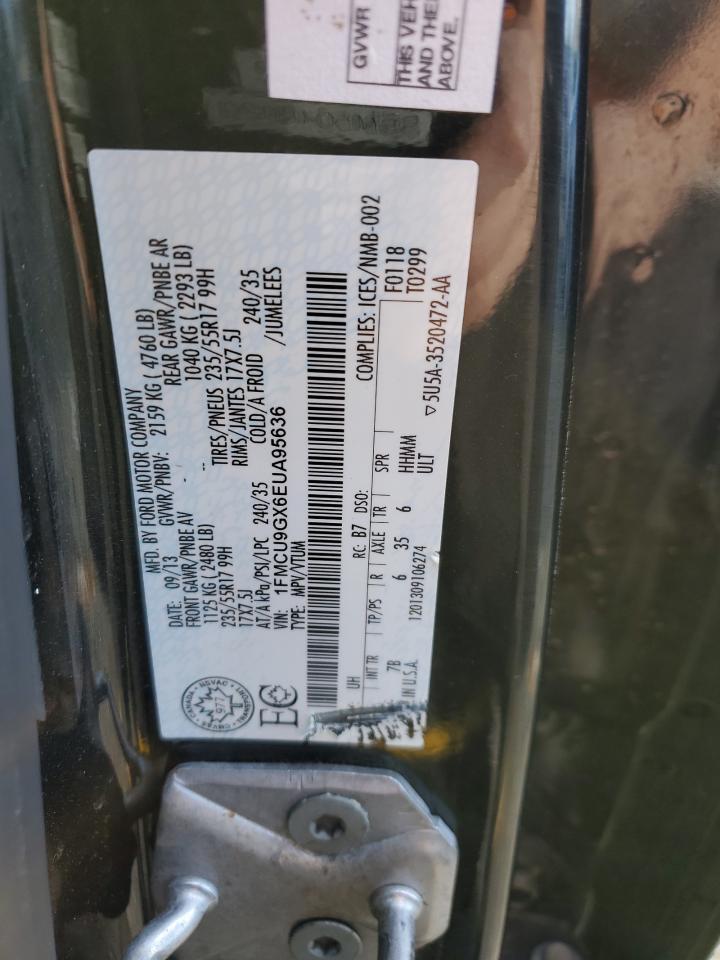 GVWR
THIS VEH
AND THE
ABOVE.
MFD. BY FORD MOTOR COMPANY
DATE: 09/13 GVWR/PNBV: 2159 KG ( 4760 LB)
FRONT GAWR/PNBE AV REAR GAWR/PNBE AR
1125 KG ( 2480 LB) 1040 KG ( 2293 LB)
235/55R17 99H TIRES/PNEUS 235/55R17 99H
17X7.5J RIMS/JANTES 17X7.5J
AT/A kPa/PSI/LPC 240/35 COLD/A FROID 240/35
VIN: 1FMCU9GX6EUA95636 /JUMELEES
TYPE: MPV/VTUM
CANADA
977
EC
UH RC: B7 DSO: COMPLIES: ICES/NMB-002
INT TR TP/PS R AXLE TR SPR F0118
7B 6 35 6 HHMM T0299
IN U.S.A. 1201309106274 ULT ▽5U5A-3520472-AA